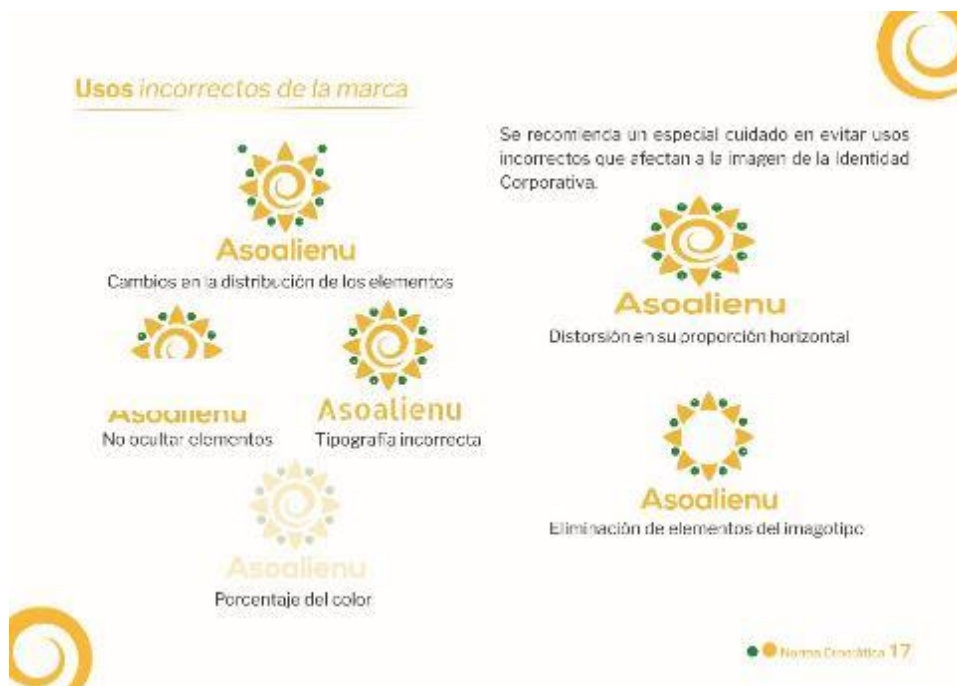 Usos incorrectos de la marca
Se recomienda un especial cuidado en evitar usos
incorrectos que afectan a la imagen de la Identidad
Corporativa.
Asoalienu
Cambios en la distribución de los elementos
Asoalienu
Distorsión en su proporción horizontal
Asoalienu
No ocultar elementos
Asoalienu
Tipografía incorrecta
Asoalienu
Eliminación de elementos del imagotipo
Asoalienu
Porcentaje del color
Norma Cromática 17